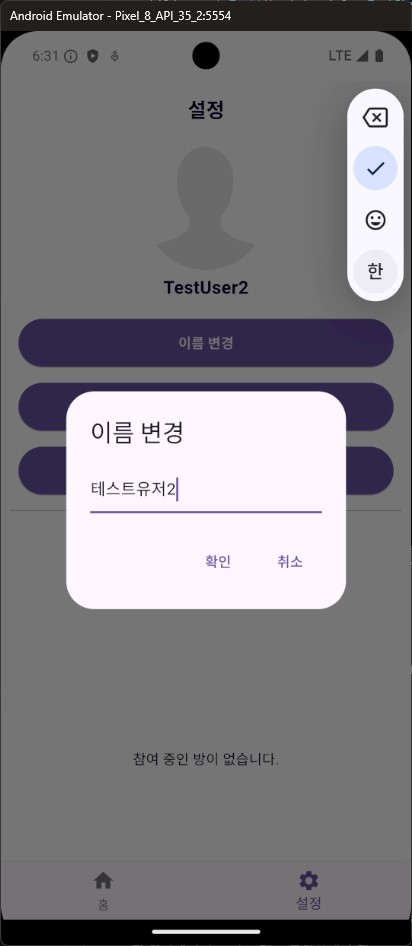 Android Emulator - Pixel_8_API_35_2:5554
6:31
LTE
설정
한
TestUser2
이름 변경
이름 변경
테스트유저2
확인 취소
참여 중인 방이 없습니다.
홈 설정